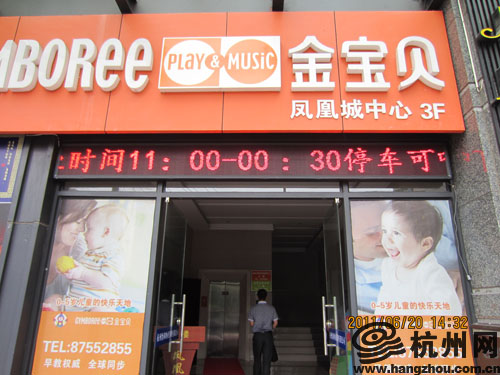 MBOREE PLAY & MUSIC 金宝贝
凤凰城中心 3F
时间11：00-00：30停车可
0-5岁儿童的快乐天地
金宝贝
TEL:87552855
早教权威 全球同步
0-5岁儿童的快乐天地
2011/06/20 14:32
杭州网
www.hangzhou.com.cn